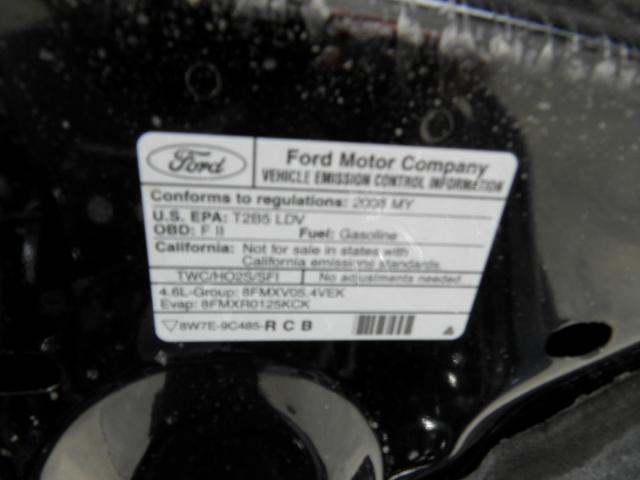 Ford
Ford Motor Company
VEHICLE EMISSION CONTROL INFORMATION
Conforms to regulations: 2008 MY
U.S. EPA: T2B5 LDV
OBD: F II Fuel: Gasoline
California: Not for sale in states with
California emissions standards.
TWC/HO2S/SFI No adjustments needed.
4.6L-Group: 8FMXV05.4VEK
Evap: 8FMXR0125KCK
8W7E-9C485-R C B